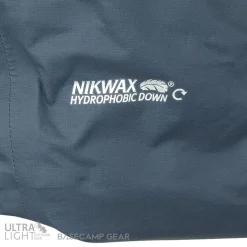 NIKWAX®
HYDROPHOBIC DOWN
ULTRA
LIGHT
BASECAMP GEAR